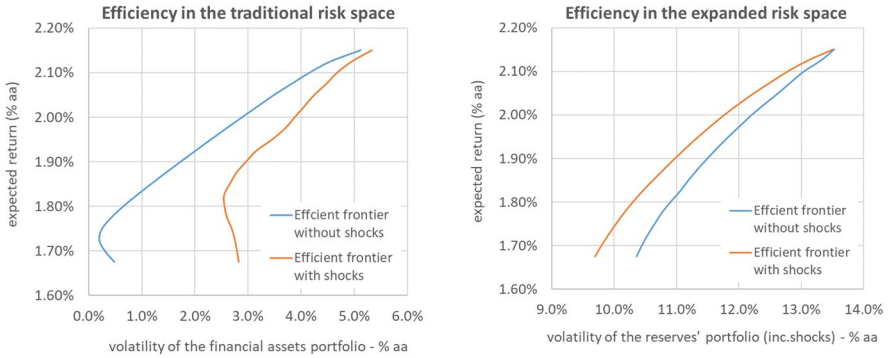 Efficiency in the traditional risk space
2.20%
2.10%
2.00%
1.90%
1.80%
1.70%
1.60%
expected return (% aa)
Effcient frontier
without shocks
Efficient frontier
with shocks
0.0%
1.0%
2.0%
3.0%
4.0%
5.0%
6.0%
volatility of the financial assets portfolio - % aa
Efficiency in the expanded risk space
2.20%
2.10%
2.00%
1.90%
1.80%
1.70%
1.60%
expected return (% aa)
Effcient frontier
without shocks
Efficient frontier
with shocks
9.0%
10.0%
11.0%
12.0%
13.0%
14.0%
volatility of the reserves' portfolio (inc.shocks) - % aa